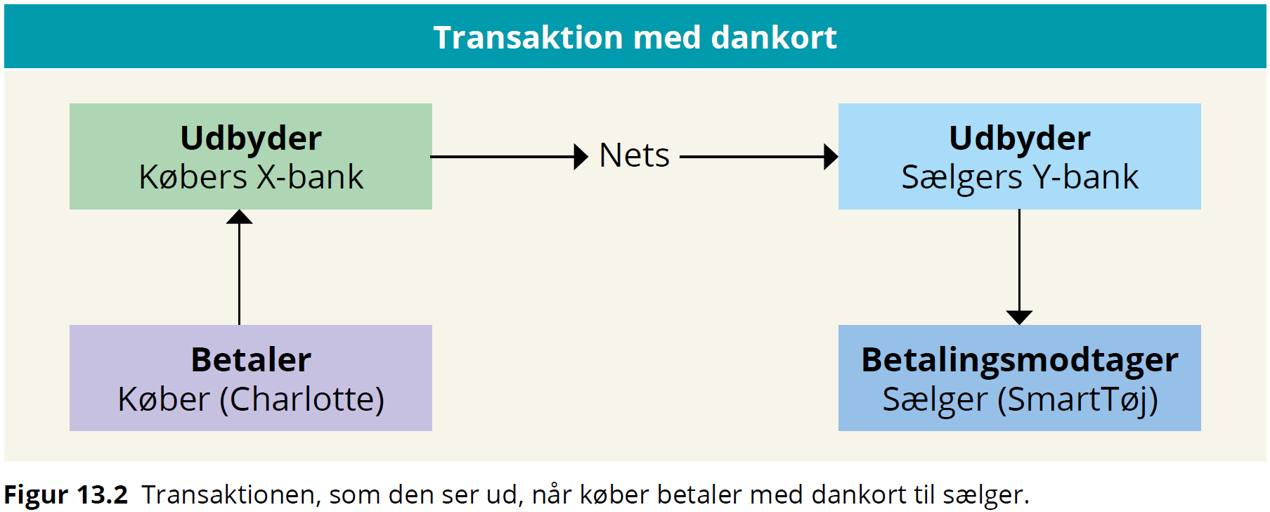 Transaktion med dankort
Udbyder
Købers X-bank
Nets
Udbyder
Sælgers Y-bank
Betaler
Køber (Charlotte)
Betalingsmodtager
Sælger (SmartTøj)
Figur 13.2 Transaktionen, som den ser ud, når køber betaler med dankort til sælger.